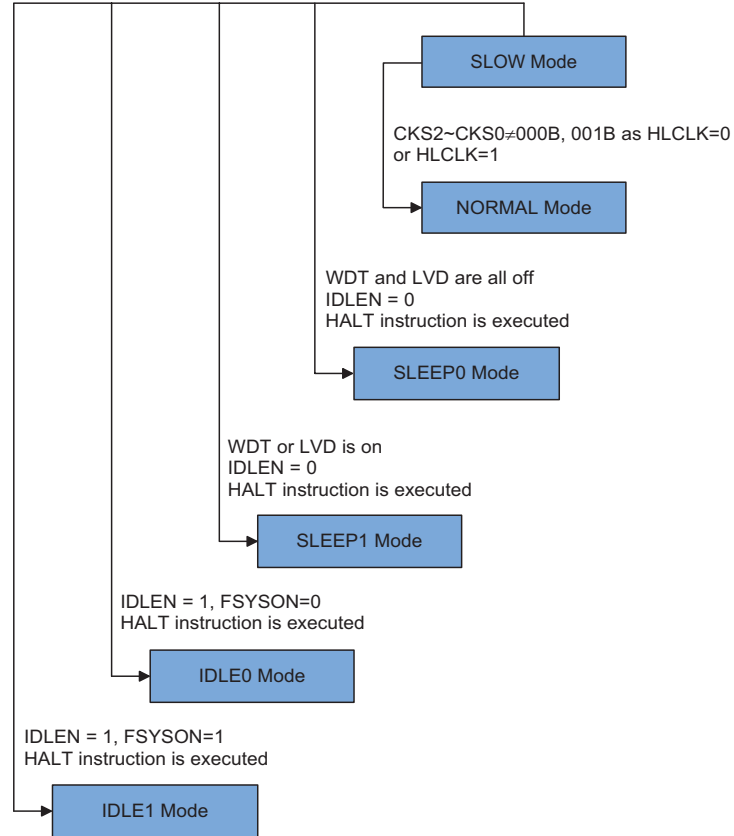 SLOW Mode
CKS2~CKS0≠000B, 001B as HLCLK=0
or HLCLK=1
NORMAL Mode
WDT and LVD are all off
IDLEN = 0
HALT instruction is executed
SLEEP0 Mode
WDT or LVD is on
IDLEN = 0
HALT instruction is executed
SLEEP1 Mode
IDLEN = 1, FSYSON=0
HALT instruction is executed
IDLE0 Mode
IDLEN = 1, FSYSON=1
HALT instruction is executed
IDLE1 Mode